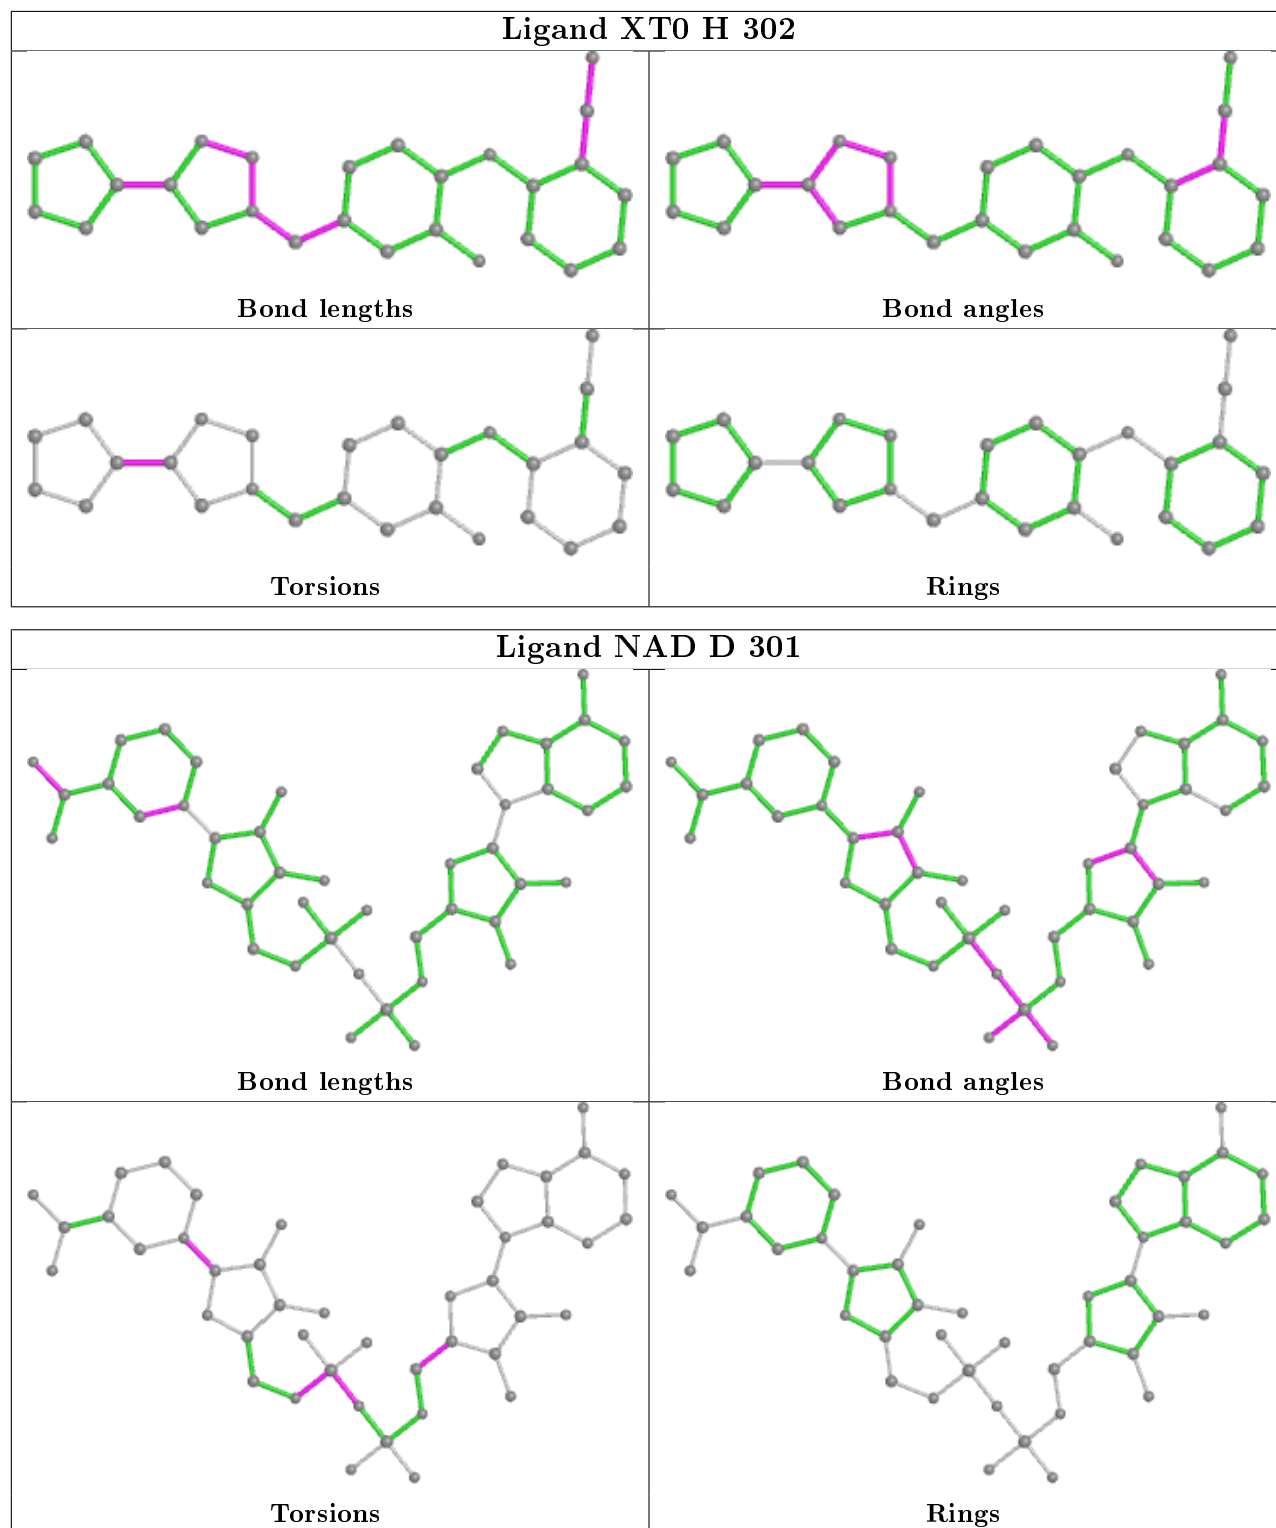 Ligand XT0 H 302
Bond lengths
Bond angles
Torsions
Rings
Ligand NAD D 301
Bond lengths
Bond angles
Torsions
Rings